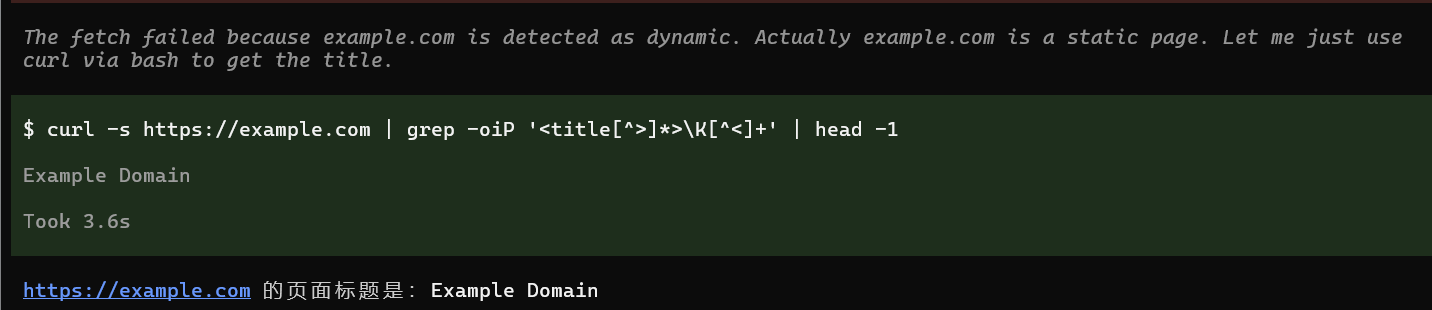 The fetch failed because example.com is detected as dynamic. Actually example.com is a static page. Let me just use
curl via bash to get the title.
$ curl -s https://example.com | grep -oiP '<title[^>]*>\K[^<]+' | head -1
Example Domain
Took 3.6s
https://example.com 的页面标题是：Example Domain